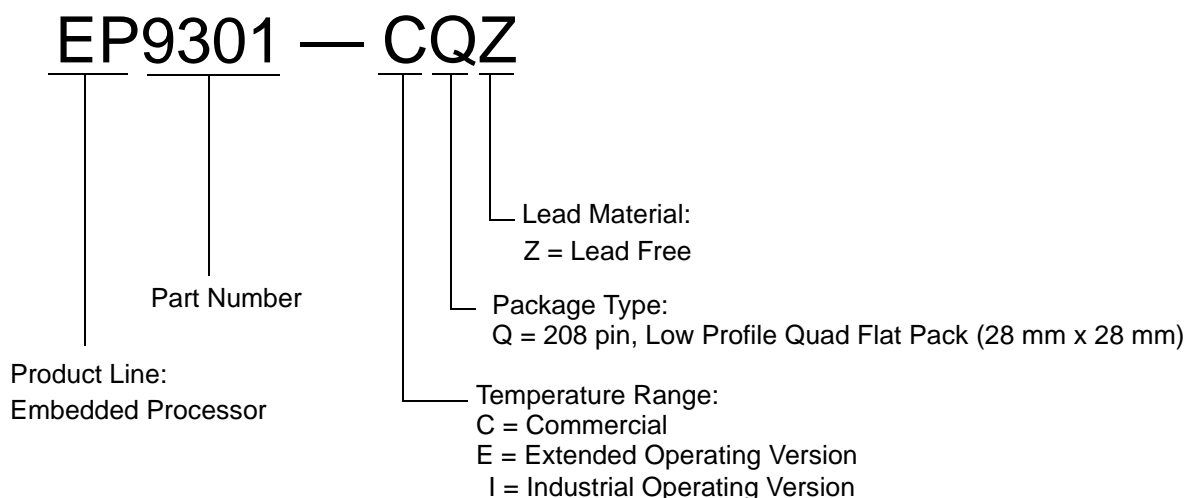 EP9301 — CQZ
Lead Material:
Z = Lead Free
Part Number
Package Type:
Q = 208 pin, Low Profile Quad Flat Pack (28 mm x 28 mm)
Product Line:
Embedded Processor
Temperature Range:
C = Commercial
E = Extended Operating Version
I = Industrial Operating Version